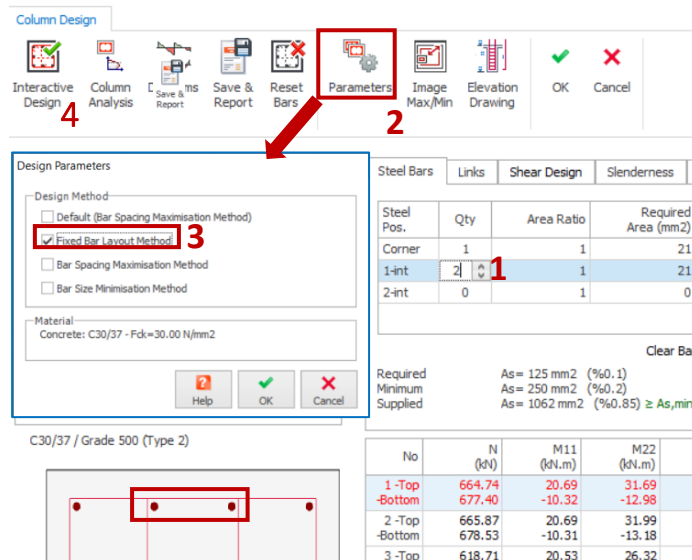 Column Design
Interactive Design
Column Analysis
D ms
Save & Report
Save & Report
Reset Bars
Parameters
Image Max/Min
Elevation Drawing
OK
Cancel
4
2
Design Parameters
Design Method
Default (Bar Spacing Maximisation Method)
Fixed Bar Layout Method
3
Bar Spacing Maximisation Method
Bar Size Minimisation Method
Material
Concrete: C30/37 - Fck=30.00 N/mm2
Help
OK
Cancel
C30/37 / Grade 500 (Type 2)
Steel Bars Links Shear Design Slenderness
Steel Pos. Qty Area Ratio Required Area (mm2)
Corner 1 1 21
1-int 2 1 21
1
2-int 0 1 0
Clear Ba
Required As= 125 mm2 (%0.1)
Minimum As= 250 mm2 (%0.2)
Supplied As= 1062 mm2 (%0.85) ≥ As,min
No N (kN) M11 (kN.m) M22 (kN.m)
1 -Top 664.74 20.69 31.69
-Bottom 677.40 -10.32 -12.98
2 -Top 665.87 20.69 31.99
-Bottom 678.53 -10.31 -13.18
3 -Top 618.71 20.53 26.32